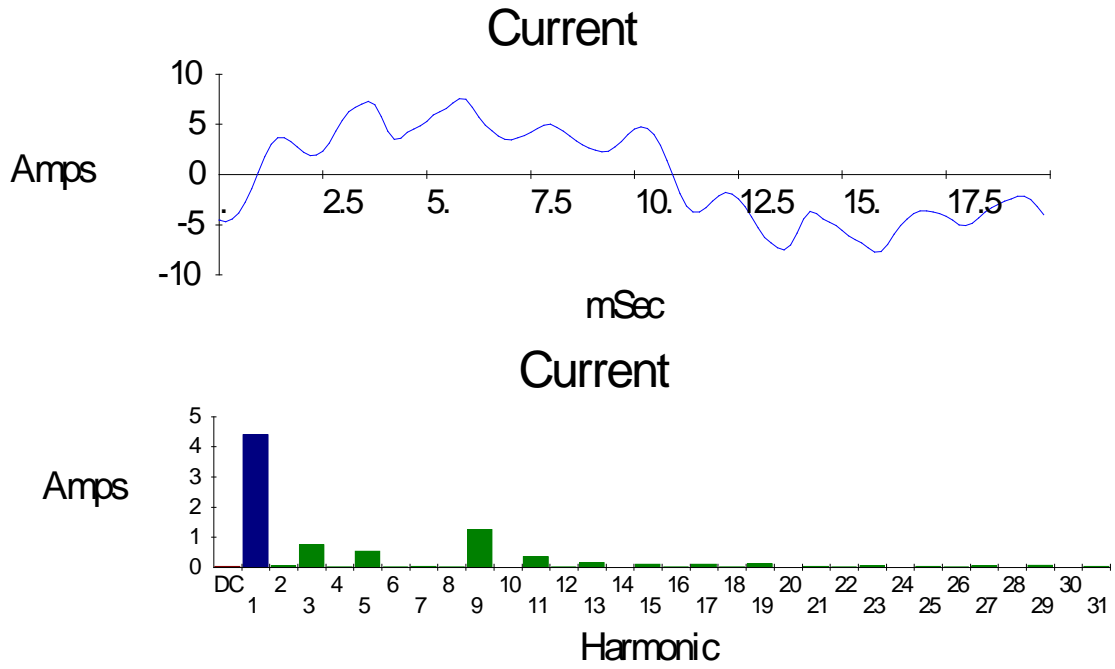 Current
10
5
Amps
0
. 2.5 5. 7.5 10. 12.5 15. 17.5
-5
-10
mSec
Current
5
4
3
Amps
2
1
0
DC 2 4 6 8 10 12 14 16 18 20 22 24 26 28 30
1 3 5 7 9 11 13 15 17 19 21 23 25 27 29 31
Harmonic